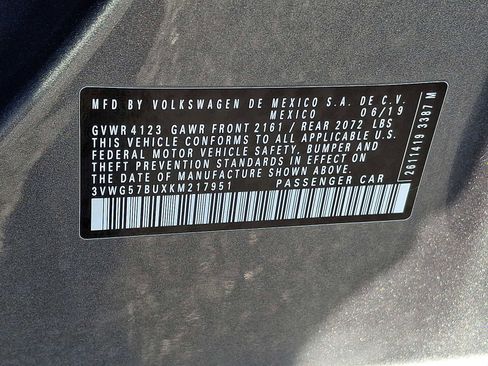 MFD BY VOLKSWAGEN DE MEXICO S.A. DE C.V.
MEXICO 06/19
GVWR 4123 GAWR FRONT 2161 / REAR 2072 LBS
THIS VEHICLE CONFORMS TO ALL APPLICABLE U.S.
FEDERAL MOTOR VEHICLE SAFETY, BUMPER AND
THEFT PREVENTION STANDARDS IN EFFECT ON
THE DATE OF MANUFACTURE SHOWN ABOVE.
3VWG57BUXKM217951 PASSENGER CAR
2611419 3387 M